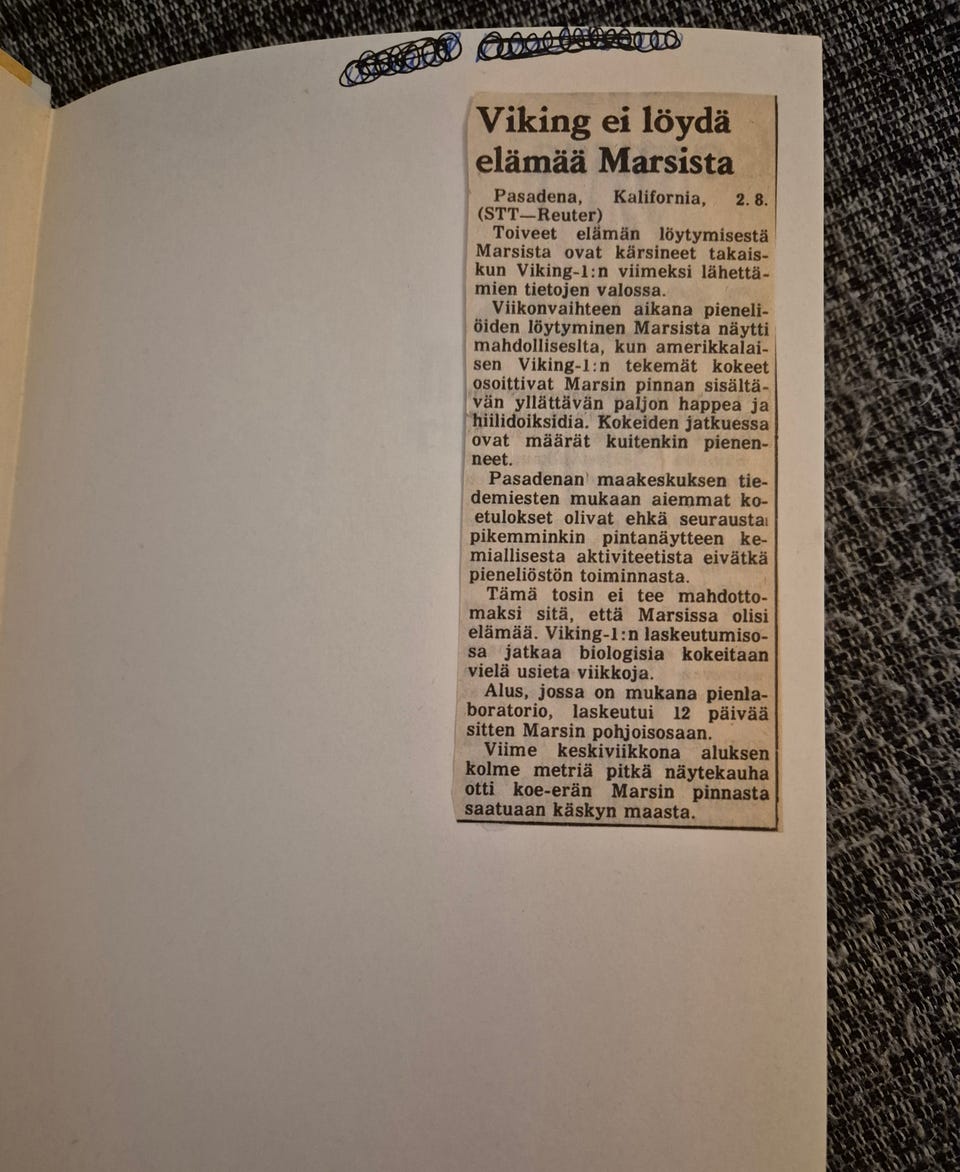 Viking ei löydä
elämää Marsista
Pasadena, Kalifornia, 2. 8.
(STT—Reuter)
Toiveet elämän löytymisestä
Marsista ovat kärsineet takais-
kun Viking-1:n viimeksi lähettä-
mien tietojen valossa.
Viikonvaihteen aikana pieneli-
öiden löytyminen Marsista näytti
mahdolliseslta, kun amerikkalai-
sen Viking-1:n tekemät kokeet
osoittivat Marsin pinnan sisältä-
vän yllättävän paljon happea ja
hiilidoiksidia. Kokeiden jatkuessa
ovat määrät kuitenkin pienen-
neet.
Pasadenan maakeskuksen tie-
demiesten mukaan aiemmat ko-
etulokset olivat ehkä seurausta
pikemminkin pintanäytteen ke-
miallisesta aktiviteetista eivätkä
pieneliöstön toiminnasta.
Tämä tosin ei tee mahdotto-
maksi sitä, että Marsissa olisi
elämää. Viking-1:n laskeutumiso-
sa jatkaa biologisia kokeitaan
vielä usieta viikkoja.
Alus, jossa on mukana pienla-
boratorio, laskeutui 12 päivää
sitten Marsin pohjoisosaan.
Viime keskiviikkona aluksen
kolme metriä pitkä näytekauha
otti koe-erän Marsin pinnasta
saatuaan käskyn maasta.